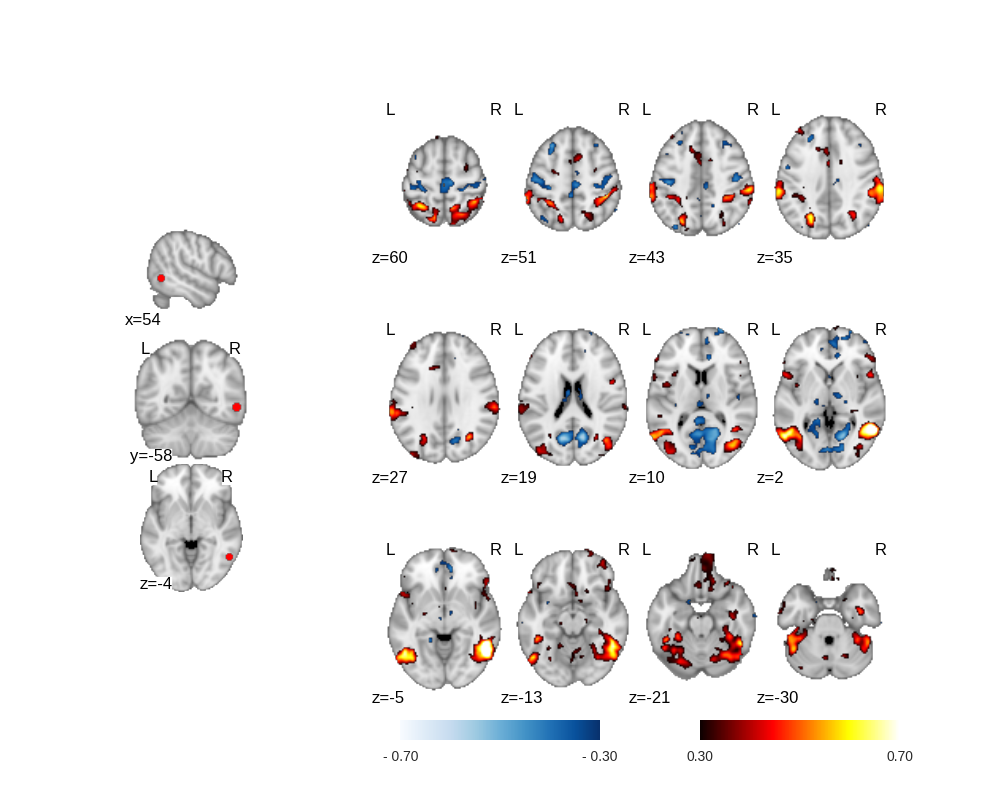 L R L R L R L R
z=60 z=51 z=43 z=35
x=54
L R
y=-58
L R
z=-4
L R L R L R L R
z=27 z=19 z=10 z=2
L R L R L R L R
z=-5 z=-13 z=-21 z=-30
- 0.70 - 0.30 0.30 0.70